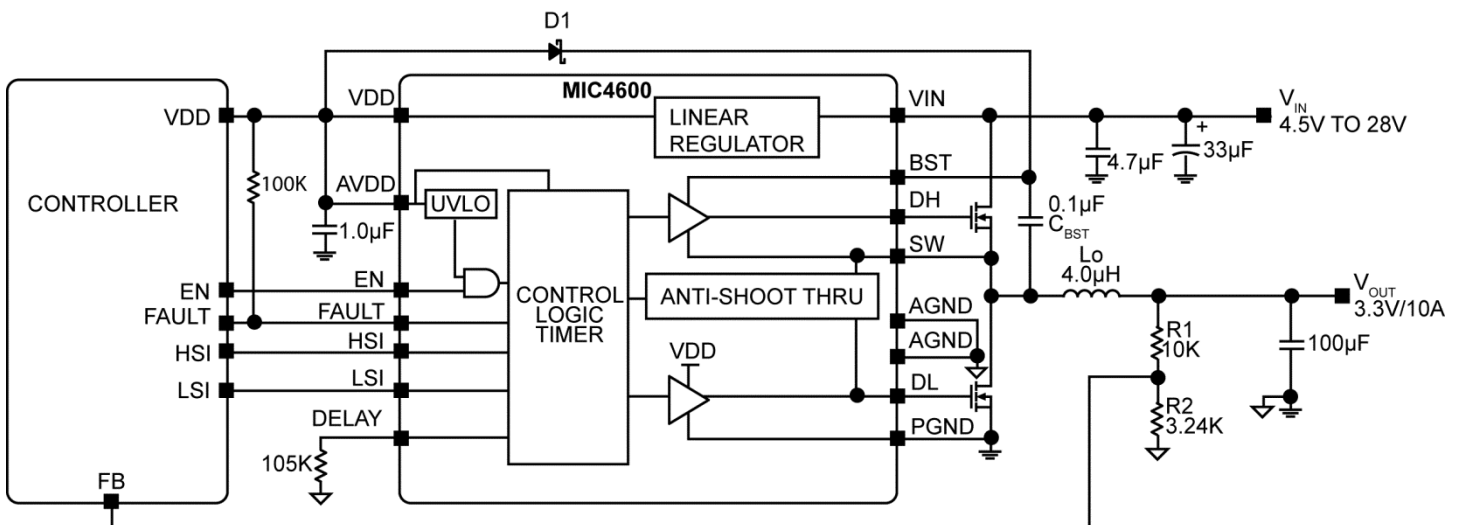 D1
MIC4600
VDD
VDD
LINEAR
REGULATOR
VIN
V_IN
4.5V TO 28V
+
4.7µF
33µF
100K
AVDD
UVLO
BST
DH
0.1µF
C_BST
CONTROLLER
1.0µF
SW
Lo
4.0µH
EN
EN
CONTROL
LOGIC
TIMER
ANTI-SHOOT THRU
V_OUT
3.3V/10A
FAULT
FAULT
AGND
R1
10K
HSI
HSI
AGND
100µF
VDD
LSI
LSI
DL
R2
3.24K
DELAY
PGND
105K
FB